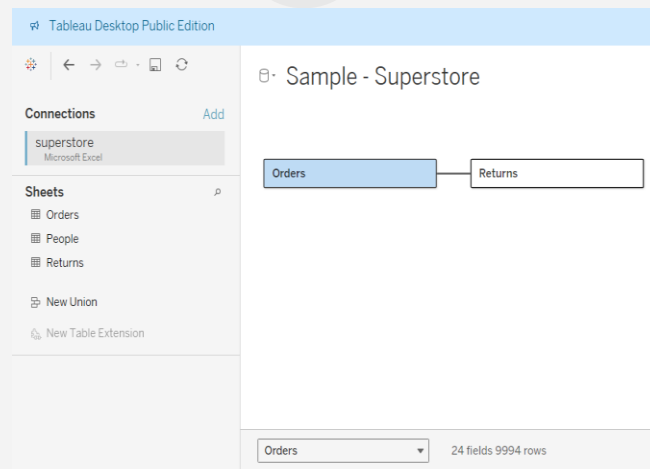 Tableau Desktop Public Edition
Sample - Superstore
Connections Add
superstore
Microsoft Excel
Orders Returns
Sheets
Orders
People
Returns
New Union
New Table Extension
Orders 24 fields 9994 rows